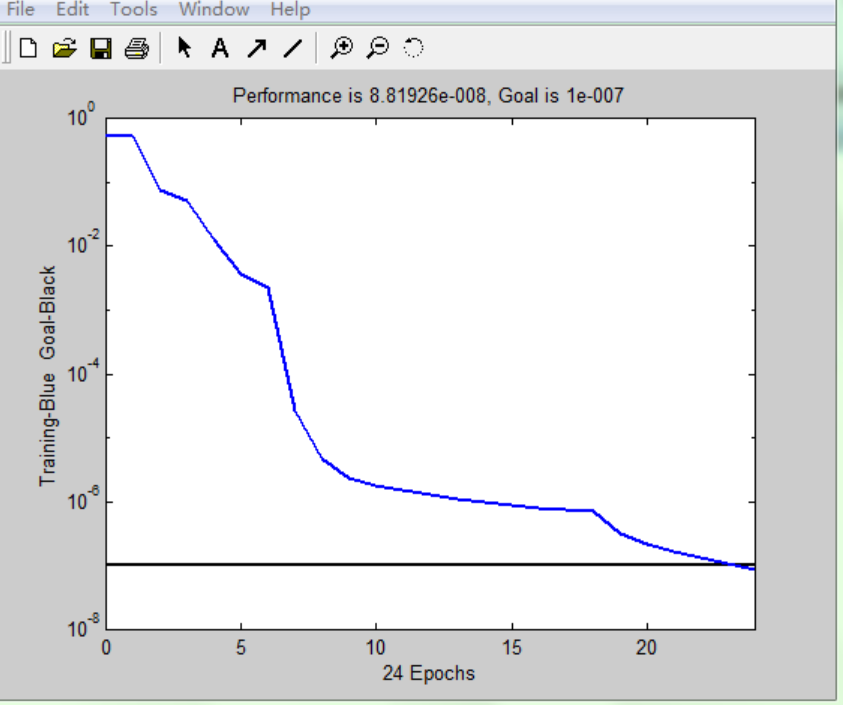 File Edit Tools Window Help
A
Performance is 8.81926e-008, Goal is 1e-007
10^0
10^-2
10^-4
10^-6
10^-8
Training-Blue Goal-Black
0 5 10 15 20
24 Epochs